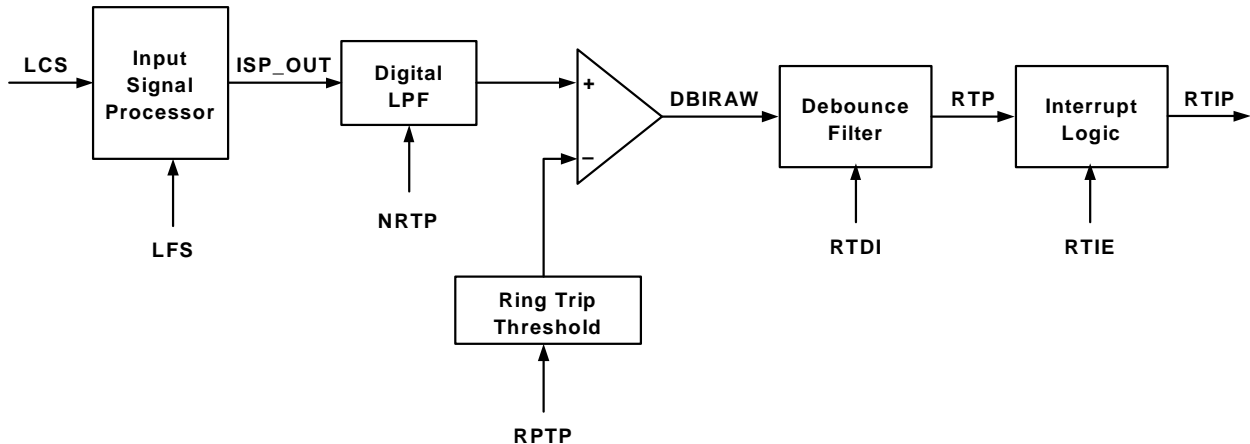 LCS
Input
Signal
Processor
ISP_OUT
Digital
LPF
+
−
DBIRAW
Debounce
Filter
RTP
Interrupt
Logic
RTIP
LFS
NRTP
RTDI
RTIE
Ring Trip
Threshold
RPTP